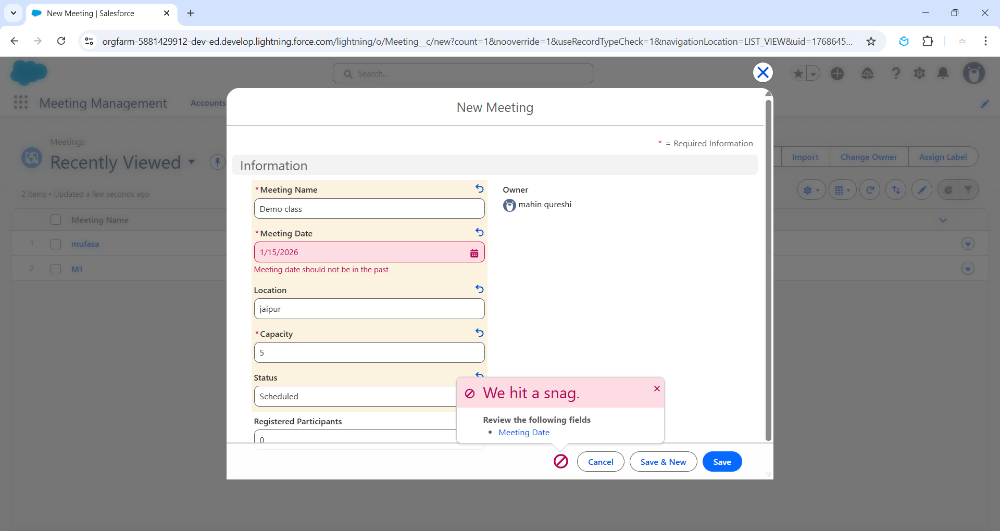 New Meeting | Salesforce
orgfarm-5881429912-dev-ed.develop.lightning.force.com/lightning/o/Meeting__c/new?count=1&nooverride=1&useRecordTypeCheck=1&navigationLocation=LIST_VIEW&uid=1768645...
Search...
Meeting Management
Accounts
New Meeting
* = Required Information
Meetings
Recently Viewed
Import
Change Owner
Assign Label
2 items • Updated a few seconds ago
Meeting Name
1
mufasa
2
M1
Information
*Meeting Name
Demo class
Owner
mahin qureshi
*Meeting Date
1/15/2026
Meeting date should not be in the past
Location
jaipur
*Capacity
5
Status
Scheduled
Registered Participants
0
We hit a snag.
Review the following fields
• Meeting Date
Cancel
Save & New
Save